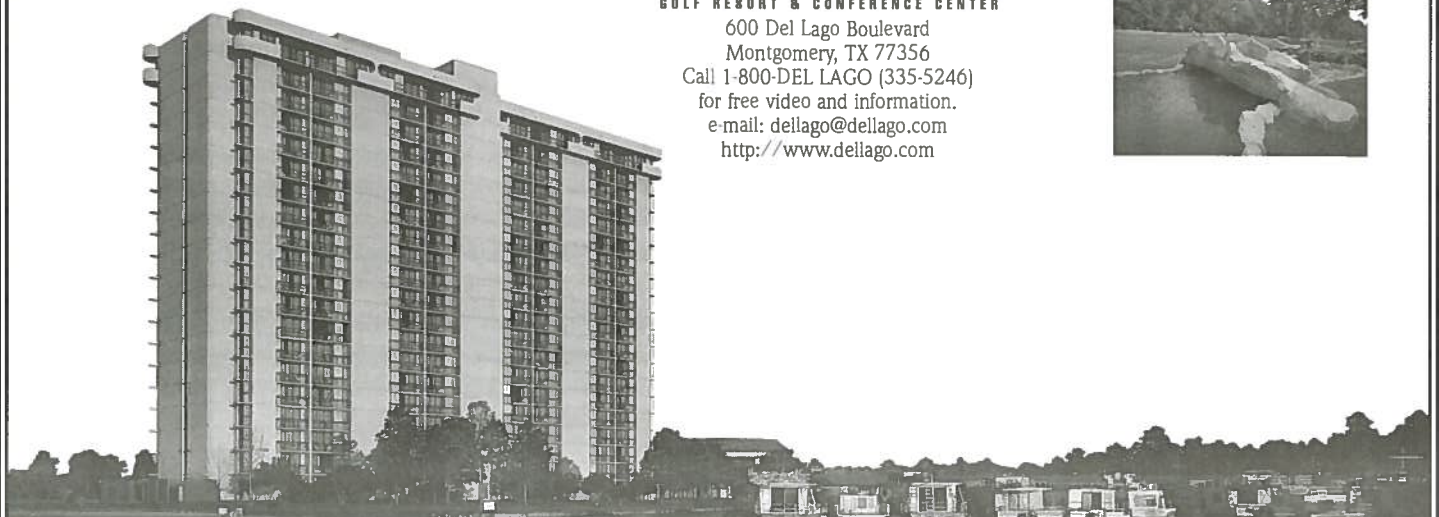 GOLF RESORT & CONFERENCE CENTER
600 Del Lago Boulevard
Montgomery, TX 77356
Call 1-800-DEL LAGO (335-5246)
for free video and information.
e-mail: dellago@dellago.com
http://www.dellago.com